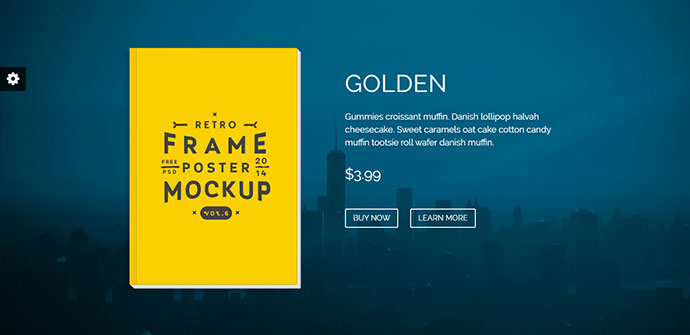 RETRO
FRAME
FREE PSD
POSTER
20 14
MOCKUP
VOL.6
GOLDEN
Gummies croissant muffin. Danish lollipop halvah
cheesecake. Sweet caramels oat cake cotton candy
muffin tootsie roll wafer danish muffin.
$3.99
BUY NOW
LEARN MORE